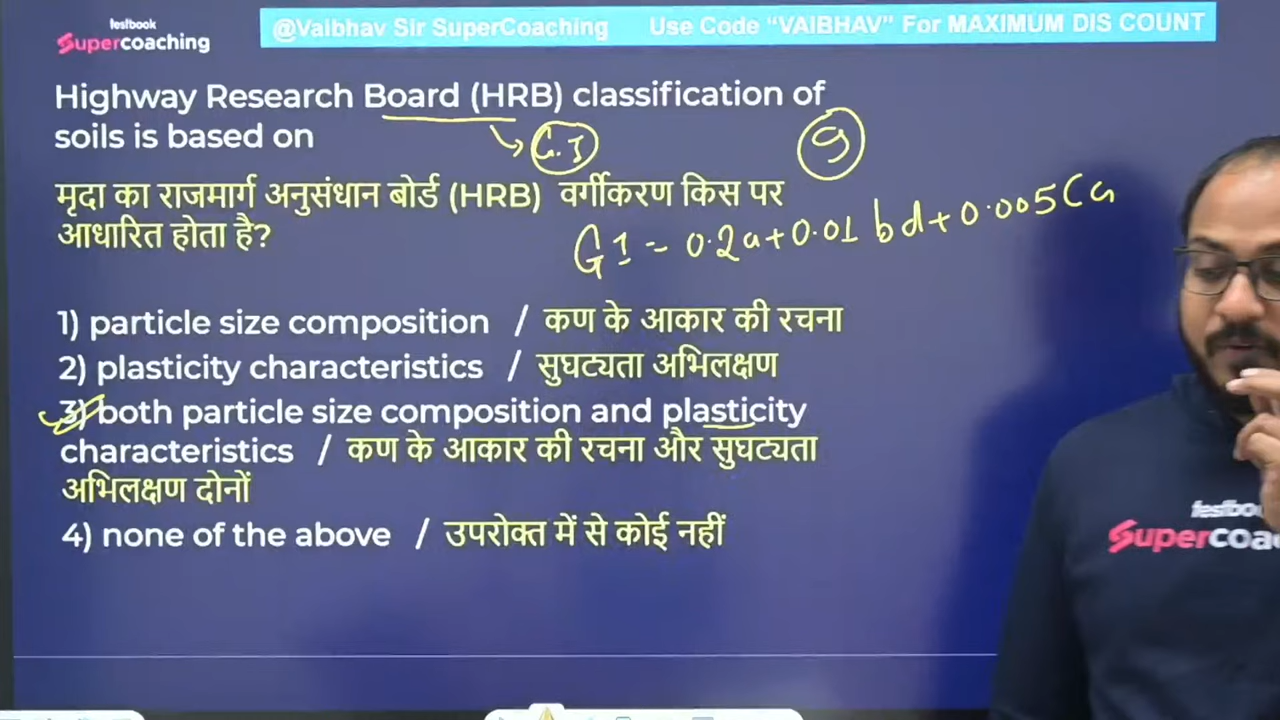 testbook
Supercoaching
@Vaibhav Sir SuperCoaching Use Code "VAIBHAV" For MAXIMUM DIS COUNT
Highway Research Board (HRB) classification of
soils is based on
G.I
9
मृदा का राजमार्ग अनुसंधान बोर्ड (HRB) वर्गीकरण किस पर
आधारित होता है?
GI = 0.2a+0.01 bd+0.005Ca
1) particle size composition / कण के आकार की रचना
2) plasticity characteristics / सुघट्यता अभिलक्षण
3) both particle size composition and plasticity
characteristics / कण के आकार की रचना और सुघट्यता
अभिलक्षण दोनों
4) none of the above / उपरोक्त में से कोई नहीं
testboo
Supercoa